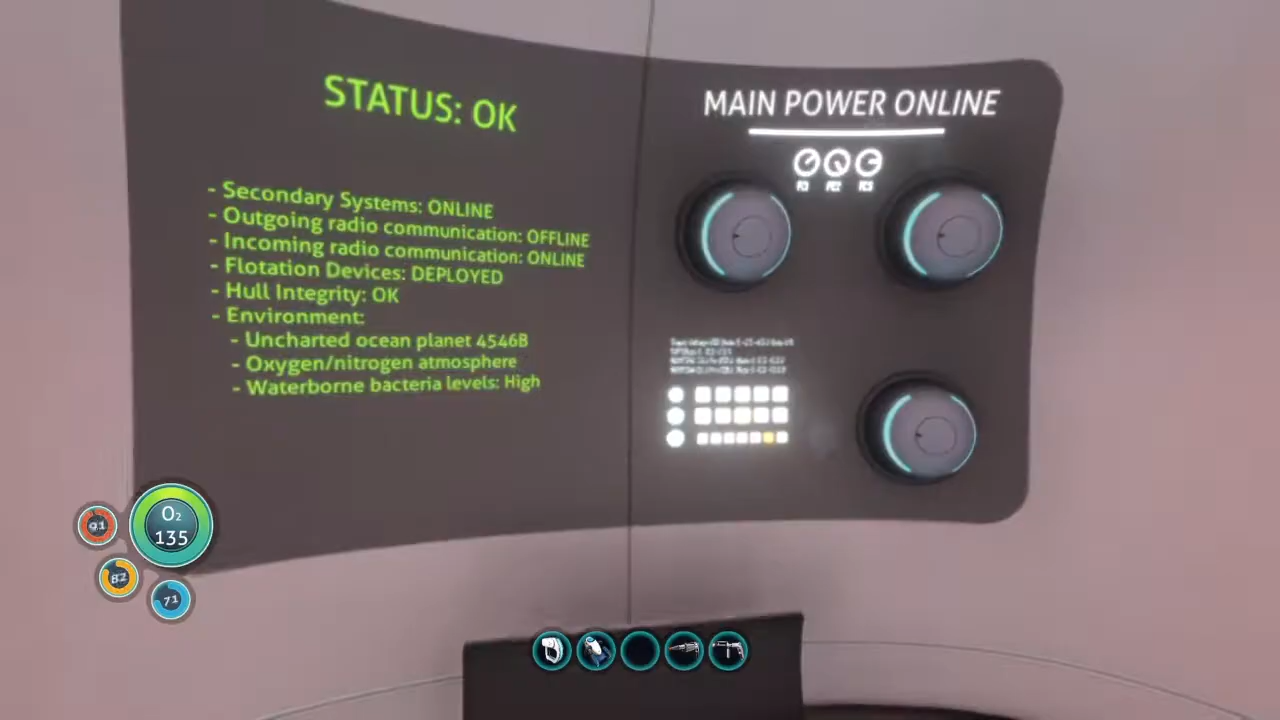 STATUS: OK
- Secondary Systems: ONLINE
- Outgoing radio communication: OFFLINE
- Incoming radio communication: ONLINE
- Flotation Devices: DEPLOYED
- Hull Integrity: OK
- Environment:
- Uncharted ocean planet 4546B
- Oxygen/nitrogen atmosphere
- Waterborne bacteria levels: High
MAIN POWER ONLINE
O₂
135
91
82
71